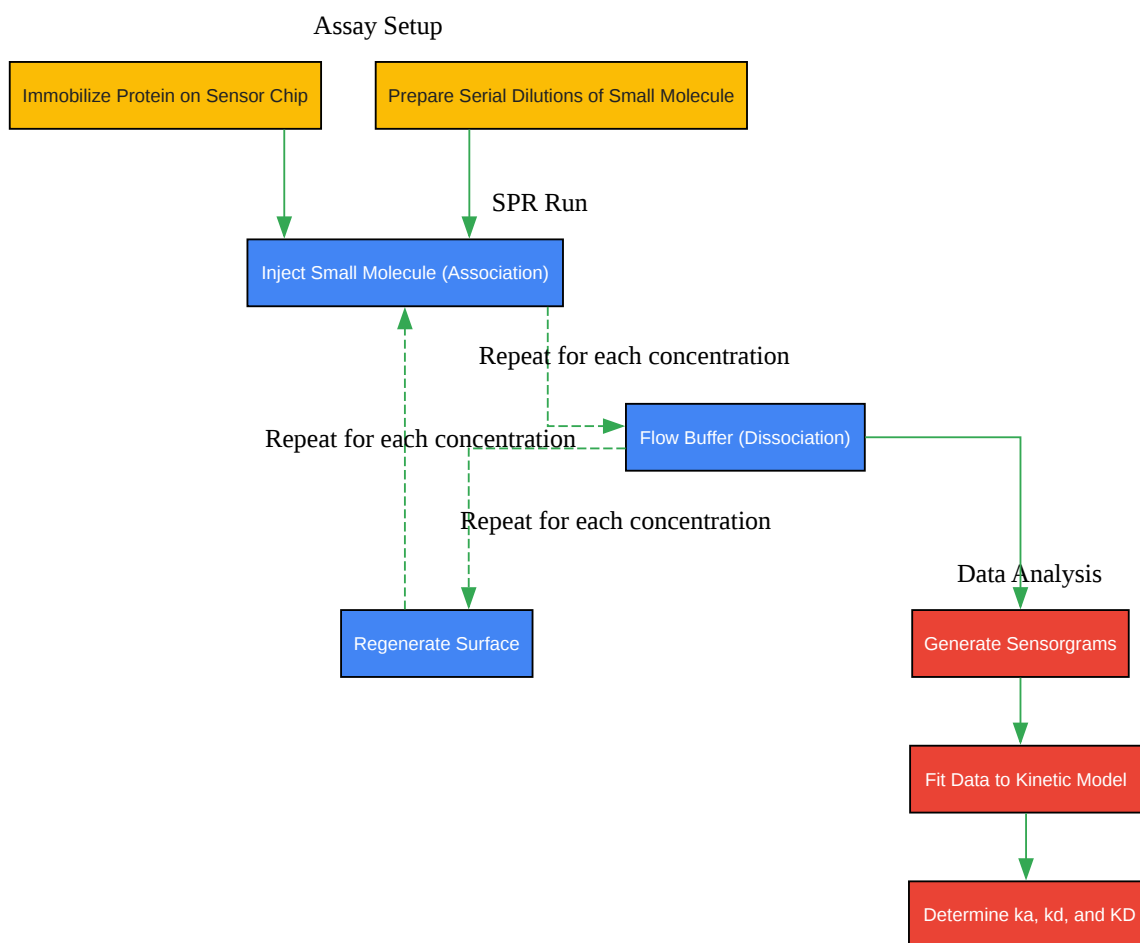 Assay Setup
Immobilize Protein on Sensor Chip
Prepare Serial Dilutions of Small Molecule
SPR Run
Inject Small Molecule (Association)
Repeat for each concentration
Flow Buffer (Dissociation)
Repeat for each concentration
Repeat for each concentration
Data Analysis
Regenerate Surface
Generate Sensorgrams
Fit Data to Kinetic Model
Determine ka, kd, and KD